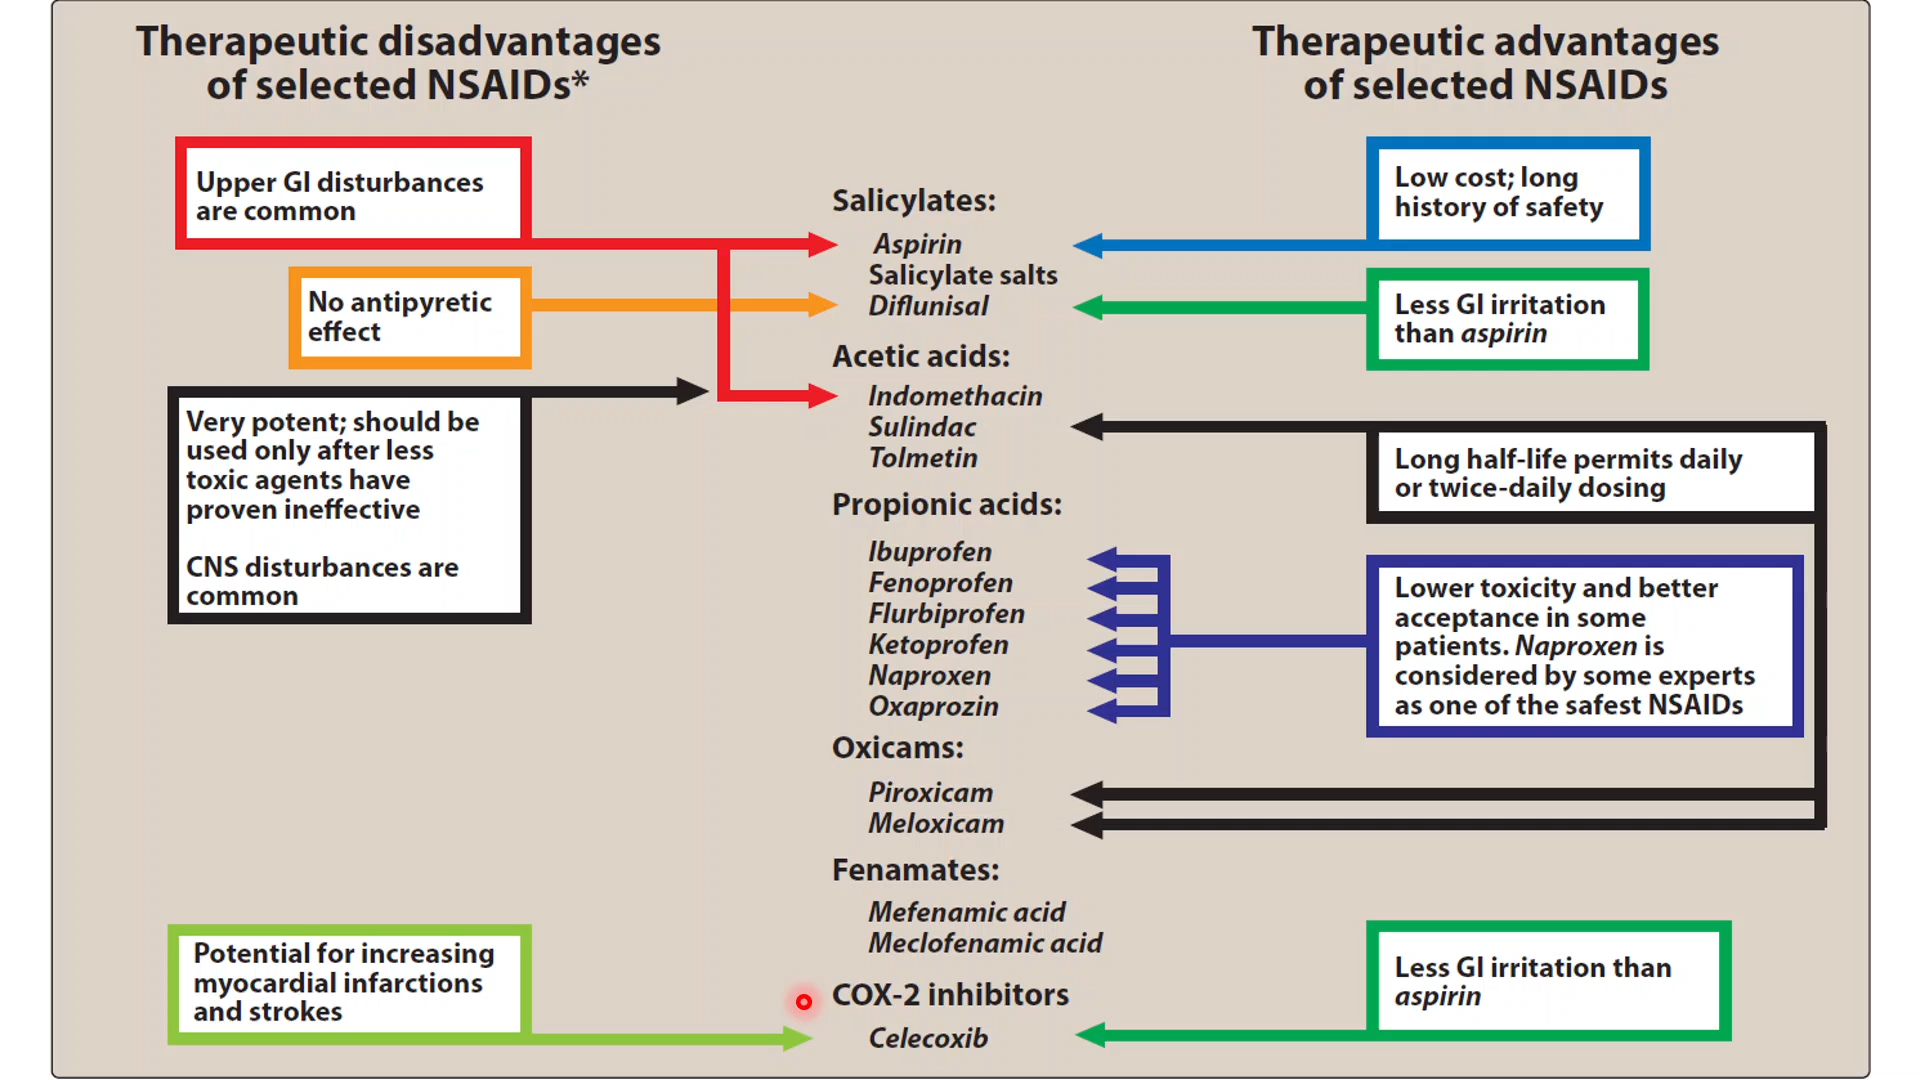 Therapeutic disadvantages
of selected NSAIDs*
Therapeutic advantages
of selected NSAIDs
Upper GI disturbances
are common
No antipyretic
effect
Very potent; should be
used only after less
toxic agents have
proven ineffective
CNS disturbances are
common
Potential for increasing
myocardial infarctions
and strokes
Salicylates:
Aspirin
Salicylate salts
Diflunisal
Acetic acids:
Indomethacin
Sulindac
Tolmetin
Propionic acids:
Ibuprofen
Fenoprofen
Flurbiprofen
Ketoprofen
Naproxen
Oxaprozin
Oxicams:
Piroxicam
Meloxicam
Fenamates:
Mefenamic acid
Meclofenamic acid
COX-2 inhibitors
Celecoxib
Low cost; long
history of safety
Less GI irritation
than aspirin
Long half-life permits daily
or twice-daily dosing
Lower toxicity and better
acceptance in some
patients. Naproxen is
considered by some experts
as one of the safest NSAIDs
Less GI irritation than
aspirin